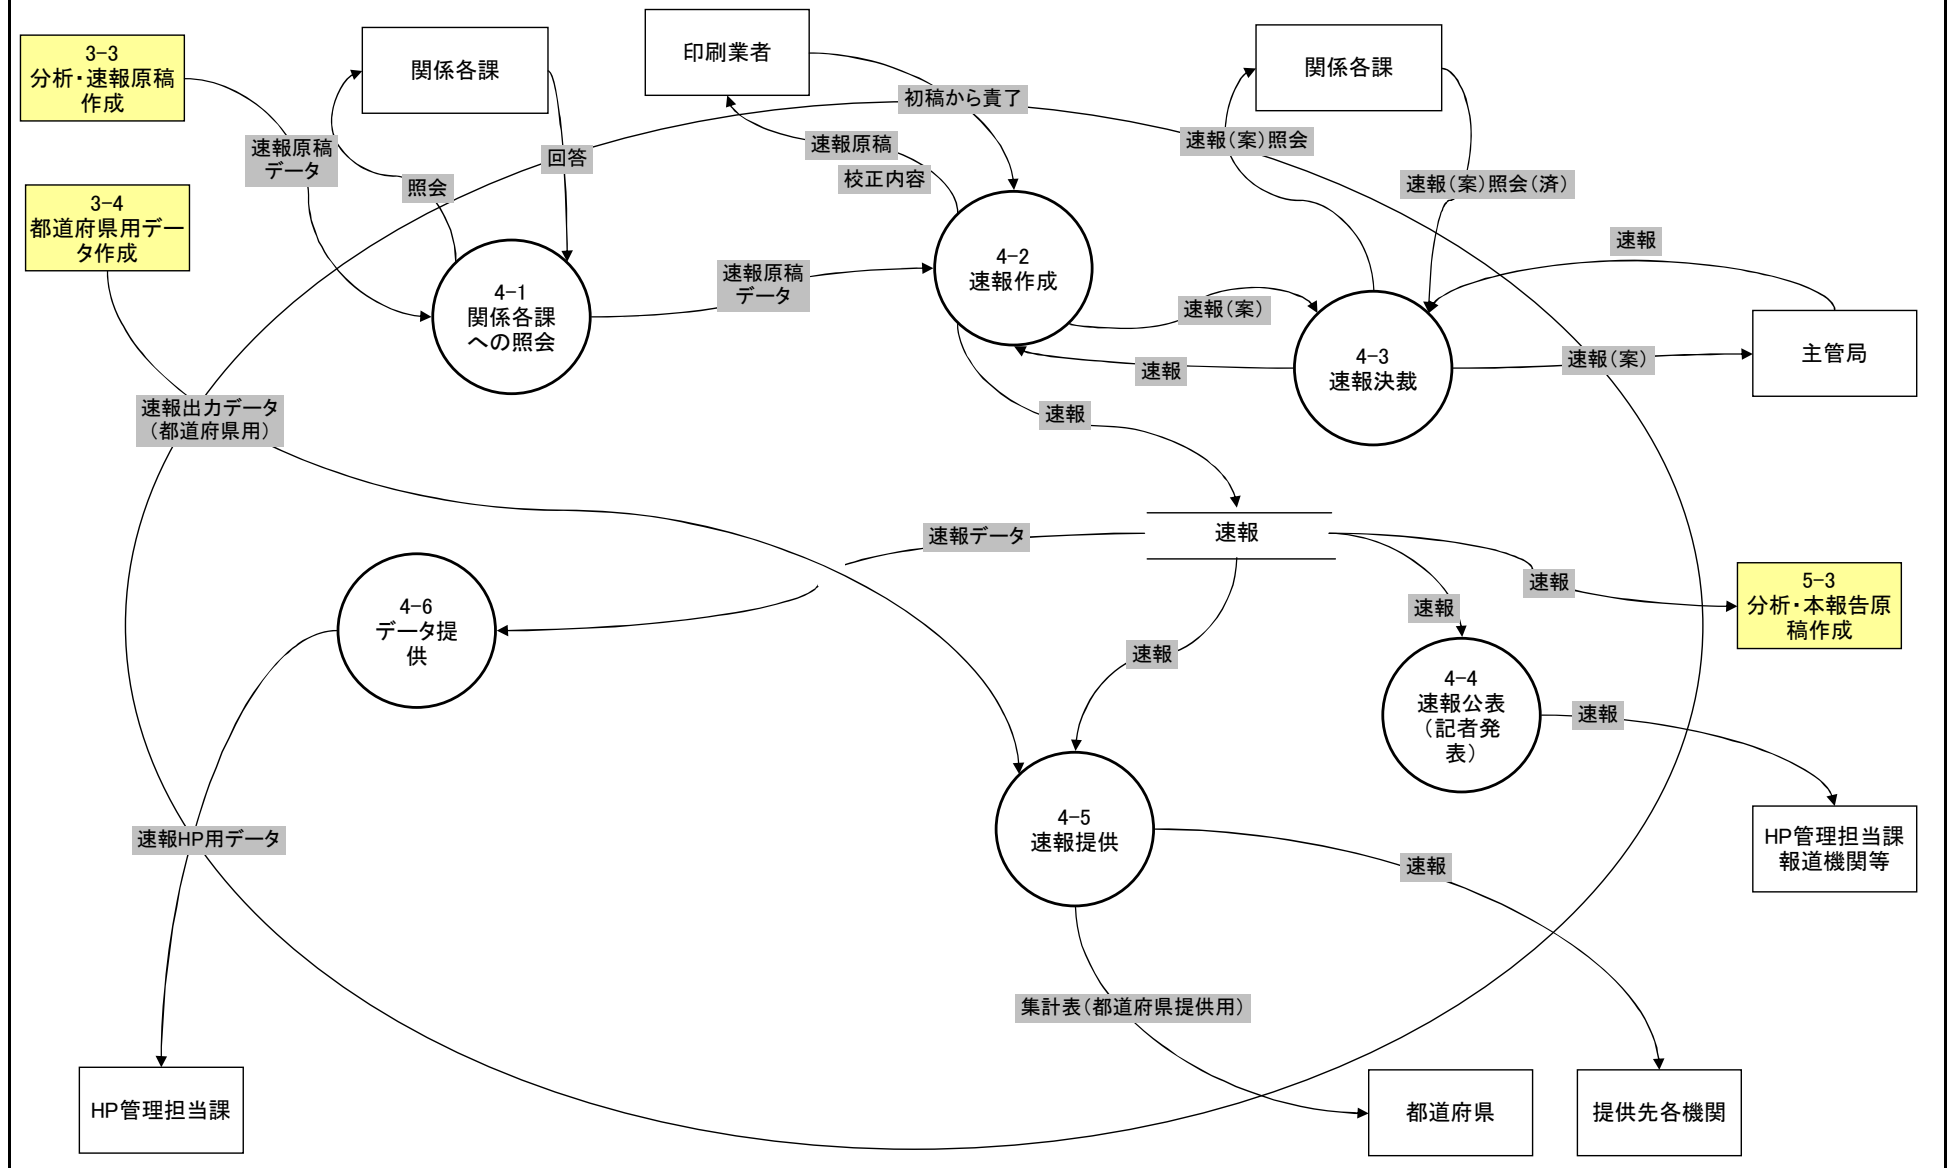 3-3
分析・速報原稿
作成
関係各課
印刷業者
関係各課
初稿から責了
速報原稿
データ
回答
速報原稿
校正内容
速報（案）照会
照会
速報（案）照会（済）
3-4
都道府県用デー
タ作成
速報
4-1
関係各課
への照会
速報原稿
データ
4-2
速報作成
速報（案）
4-3
速報決裁
速報（案）
主管局
速報
速報出力データ
（都道府県用）
速報
速報
速報データ
4-6
データ提
供
速報
速報
速報
5-3
分析・本報告原
稿作成
4-4
速報公表
（記者発
表）
速報
速報HP用データ
4-5
速報提供
速報
HP管理担当課
報道機関等
集計表（都道府県提供用）
HP管理担当課
都道府県
提供先各機関